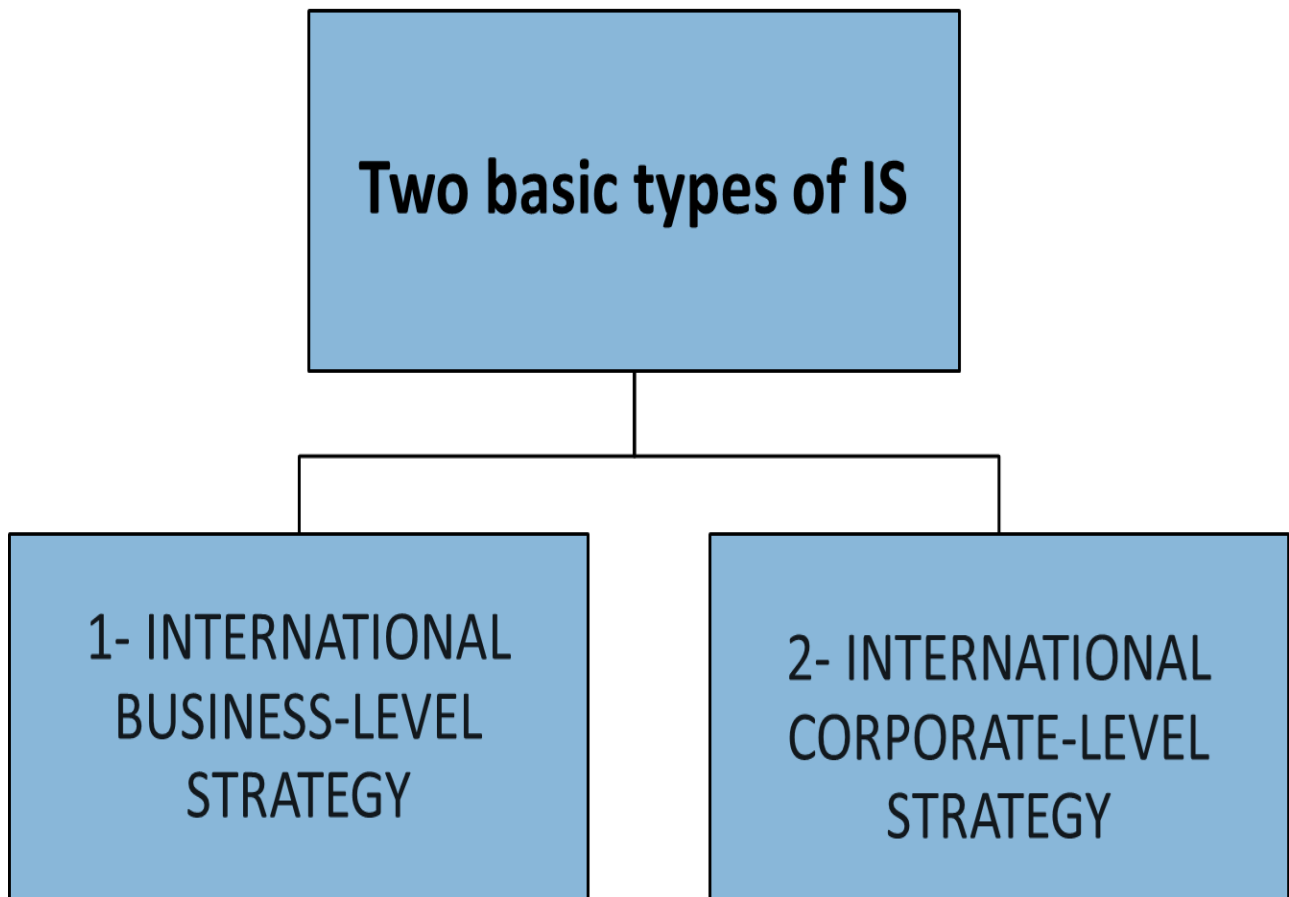 Two basic types of IS
1- INTERNATIONAL
BUSINESS-LEVEL
STRATEGY
2- INTERNATIONAL
CORPORATE-LEVEL
STRATEGY